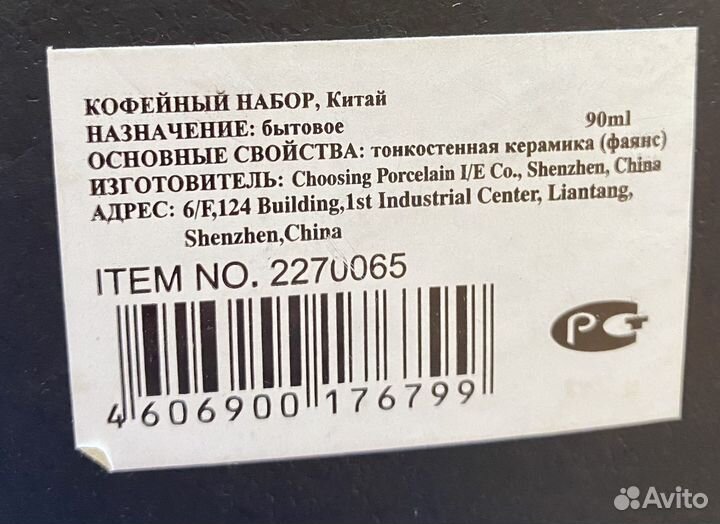 КОФЕЙНЫЙ НАБОР, Китай
НАЗНАЧЕНИЕ: бытовое 90ml
ОСНОВНЫЕ СВОЙСТВА: тонкостенная керамика (фаянс)
ИЗГОТОВИТЕЛЬ: Choosing Porcelain I/E Co., Shenzhen, China
АДРЕС: 6/F,124 Building,1st Industrial Center, Liantang,
Shenzhen,China
ITEM NO. 2270065
РСТ
4 606900 176799
Avito